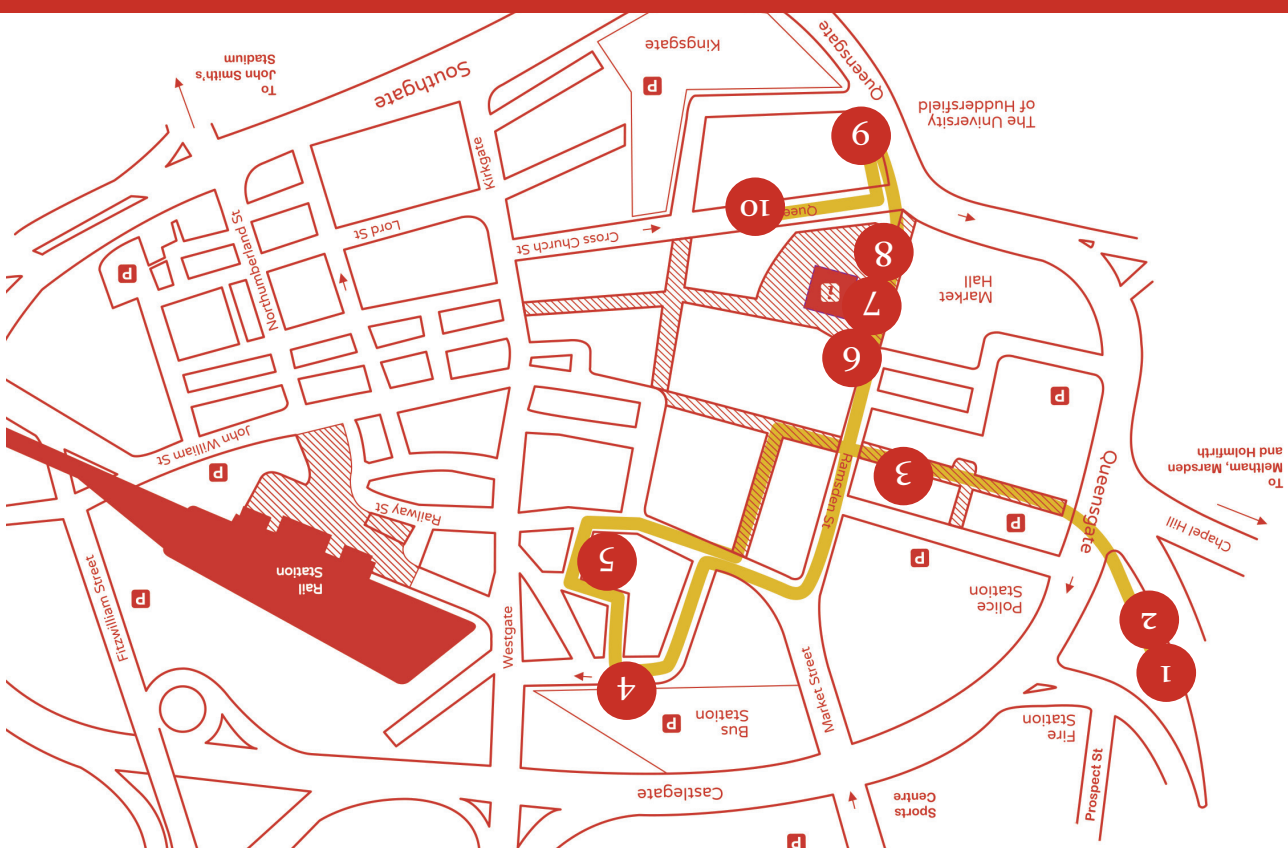 P
Sports
Centre
Prospect St
Castlegate
Fire
Station
Bus
Station
P
Market Street
4
1
2
Westgate
Fitzwilliam Street
Police
Station
P
P
Rail
Station
5
Chapel Hill
P
Queensgate
Railway St
3
Ramsden St
To
Meltham, Marsden
and Holmfirth
P
John William St
P
6
7
i
Market
Hall
8
P
Northumberland St
Lord St
Cross Church St
10
Quee
9
Kirkgate
The University
of Huddersfield
Queensgate
P
Kingsgate
Southgate
To
John Smith's
Stadium